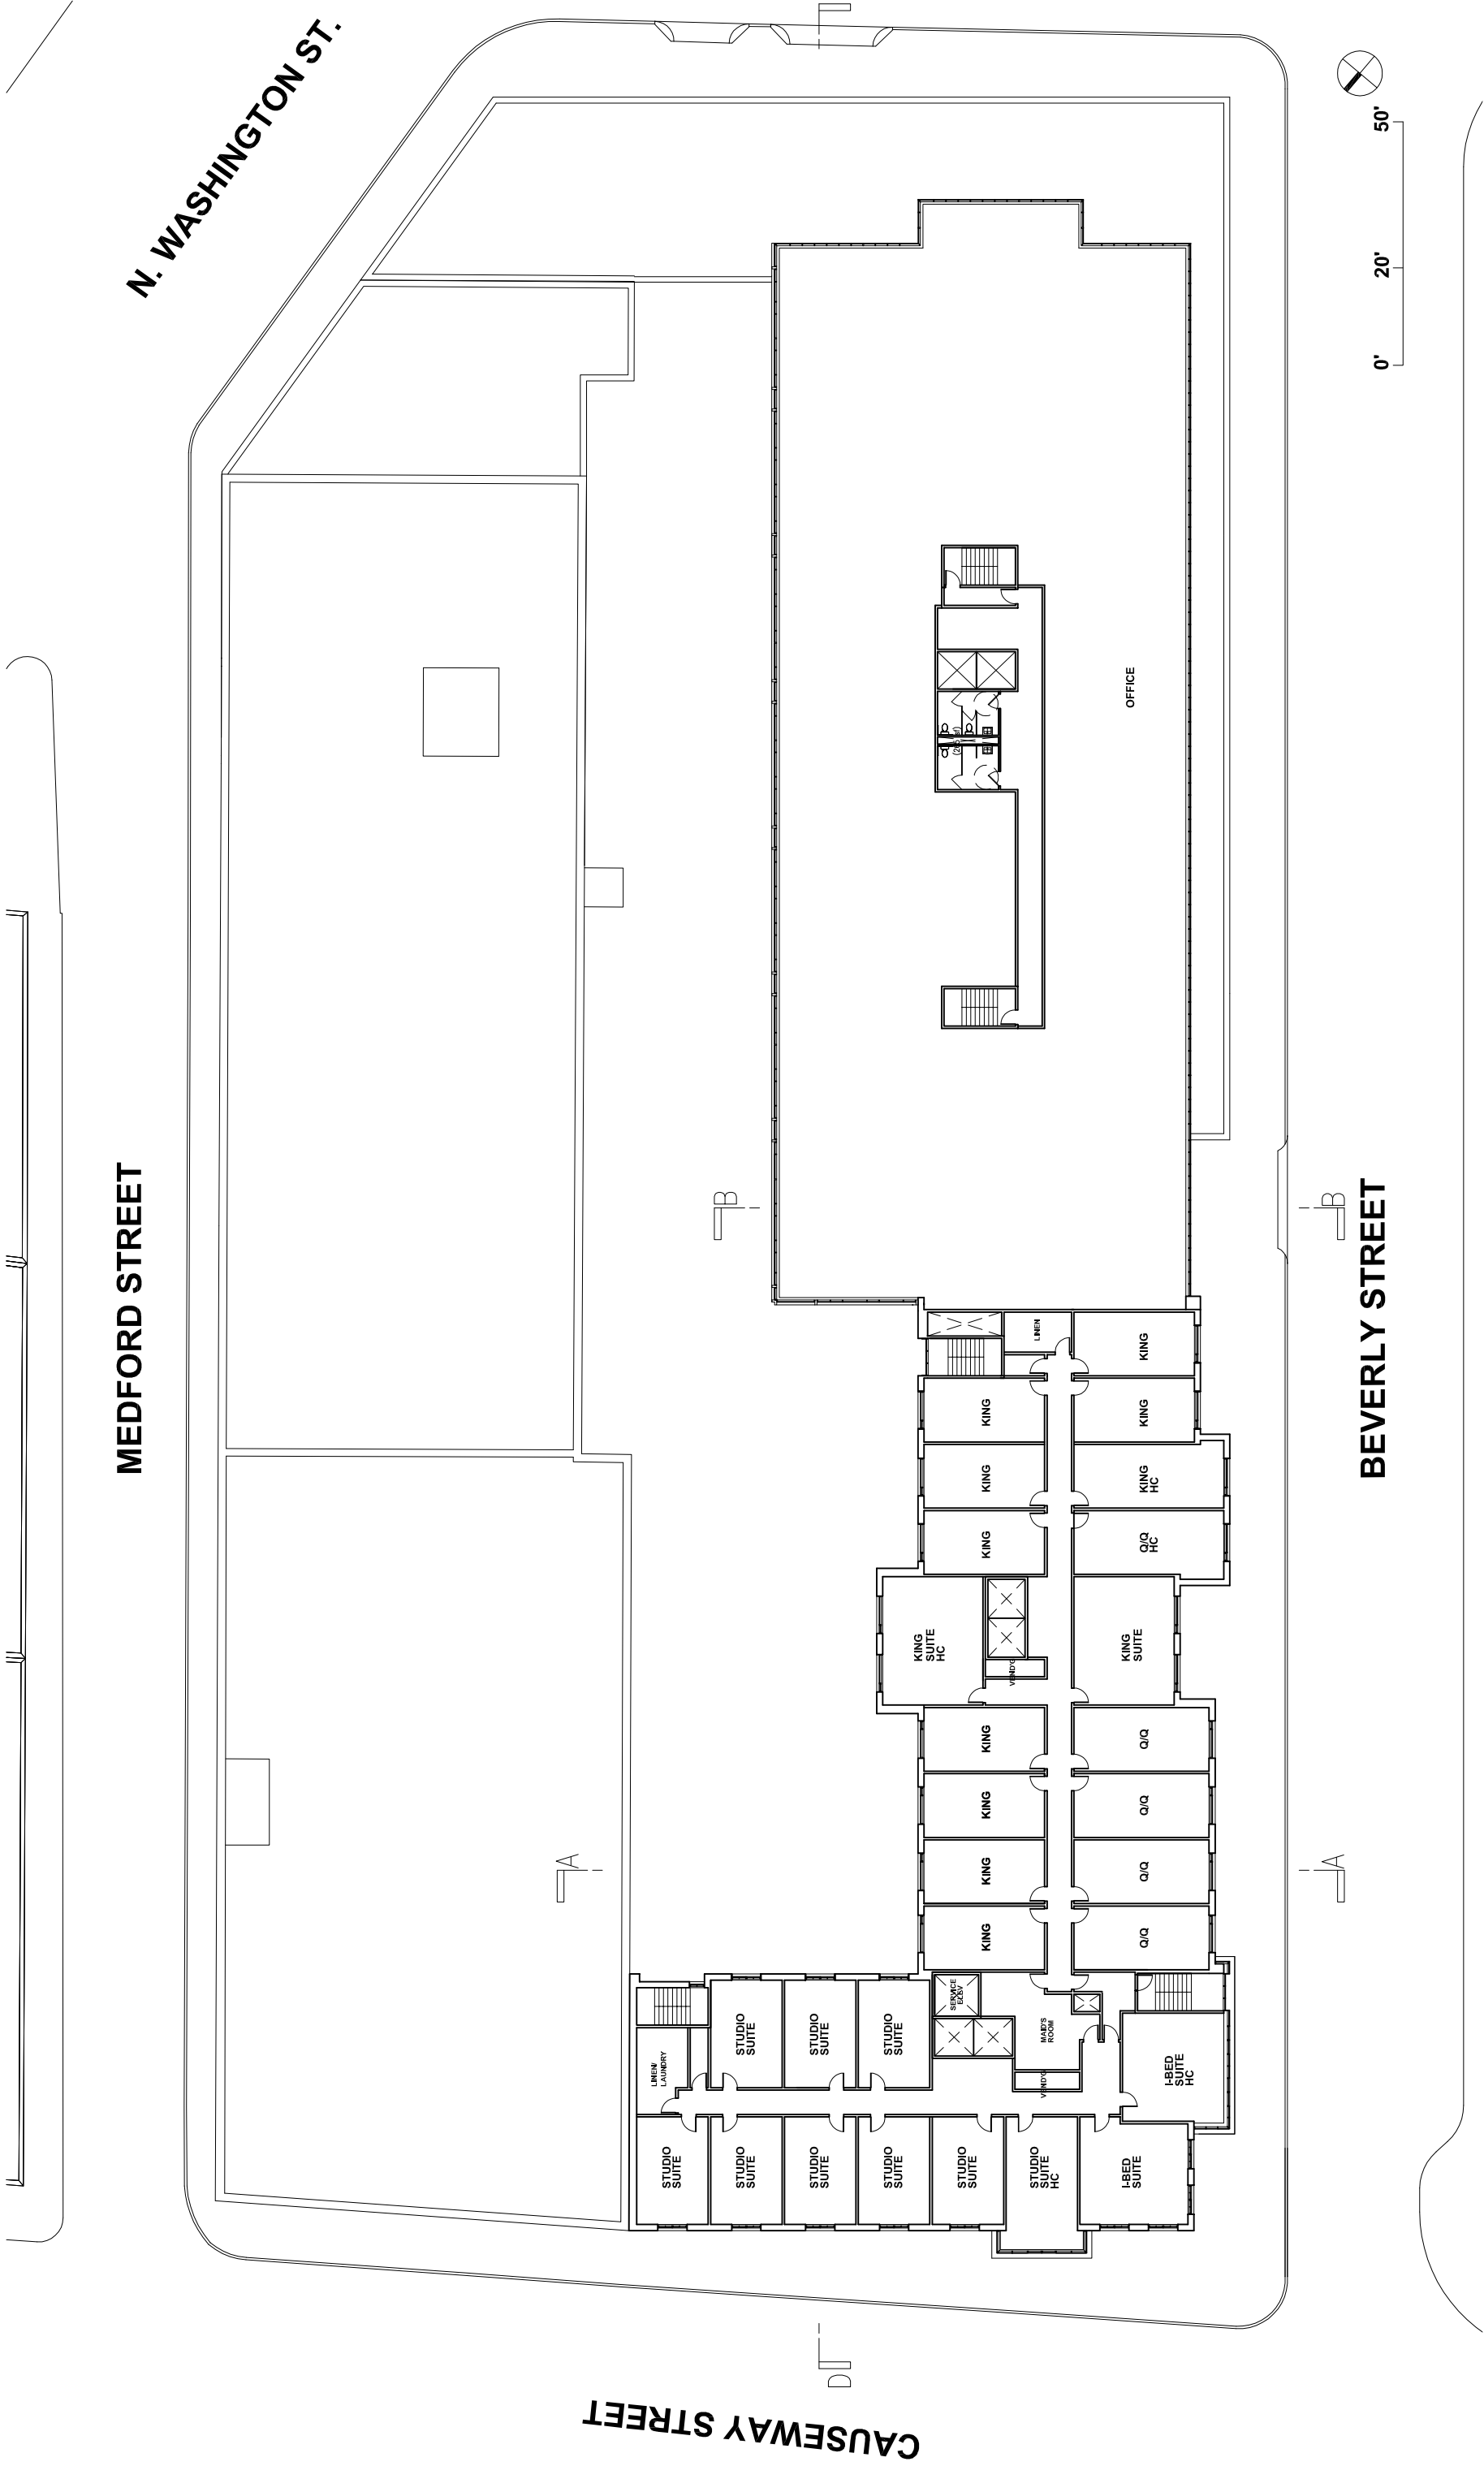 N. WASHINGTON ST.
MEDFORD STREET
BEVERLY STREET
CAUSEWAY STREET
0'
20'
50'
OFFICE
B
B
A
A
D
LINEN
KING
KING
KING
KING
HC
KING
Q/Q
HC
KING
KING
SUITE
HC
KING
SUITE
VEND'G
KING
Q/Q
KING
Q/Q
KING
Q/Q
KING
Q/Q
SERVICE
ELEV
MAID'S
ROOM
VEND'G
LINEN/
LAUNDRY
STUDIO
SUITE
STUDIO
SUITE
STUDIO
SUITE
I-BED
SUITE
HC
STUDIO
SUITE
STUDIO
SUITE
STUDIO
SUITE
STUDIO
SUITE
STUDIO
SUITE
STUDIO
SUITE
HC
I-BED
SUITE